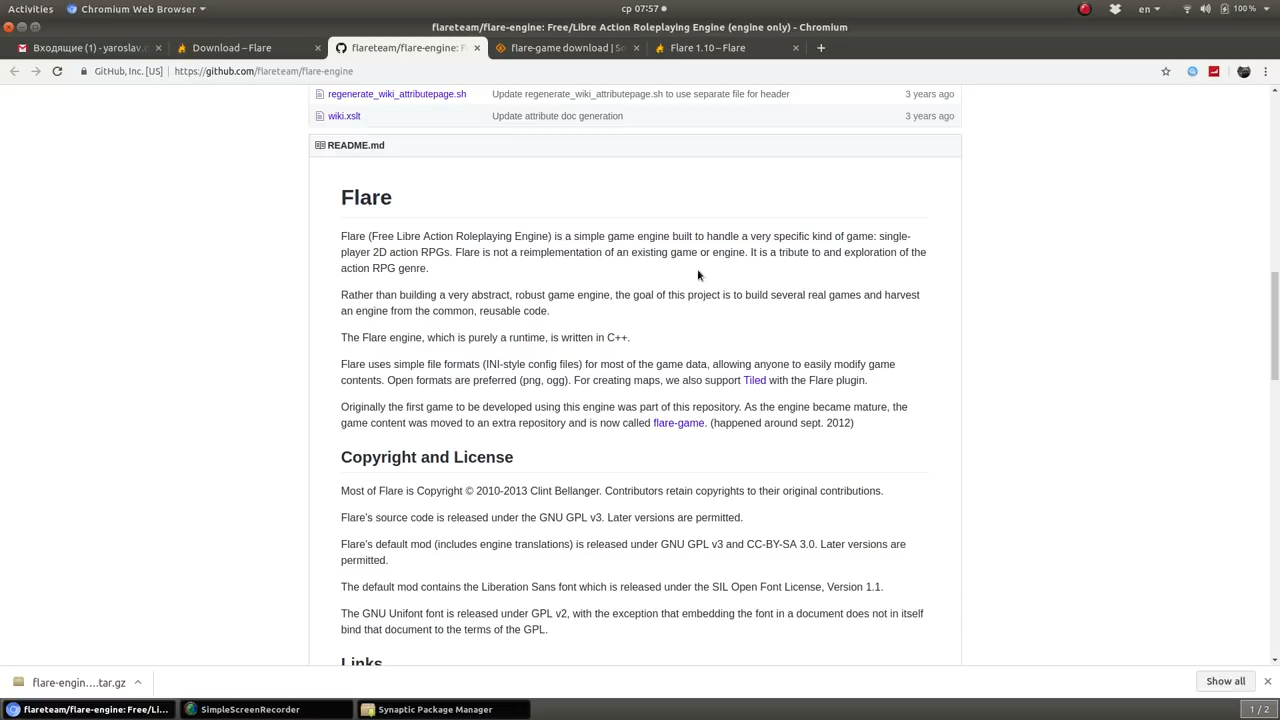 Activities Chromium Web Browser ср 07:57 en 100 %
flareteam/flare-engine: Free/Libre Action Roleplaying Engine (engine only) - Chromium
Входящие (1) - yaroslav. Download – Flare flareteam/flare-engine: F flare-game download | So Flare 1.10 – Flare
GitHub, Inc. [US] https://github.com/flareteam/flare-engine
regenerate_wiki_attributepage.sh Update regenerate_wiki_attributepage.sh to use separate file for header 3 years ago
wiki.xslt Update attribute doc generation 3 years ago
README.md
Flare
Flare (Free Libre Action Roleplaying Engine) is a simple game engine built to handle a very specific kind of game: single-
player 2D action RPGs. Flare is not a reimplementation of an existing game or engine. It is a tribute to and exploration of the
action RPG genre.
Rather than building a very abstract, robust game engine, the goal of this project is to build several real games and harvest
an engine from the common, reusable code.
The Flare engine, which is purely a runtime, is written in C++.
Flare uses simple file formats (INI-style config files) for most of the game data, allowing anyone to easily modify game
contents. Open formats are preferred (png, ogg). For creating maps, we also support Tiled with the Flare plugin.
Originally the first game to be developed using this engine was part of this repository. As the engine became mature, the
game content was moved to an extra repository and is now called flare-game. (happened around sept. 2012)
Copyright and License
Most of Flare is Copyright © 2010-2013 Clint Bellanger. Contributors retain copyrights to their original contributions.
Flare's source code is released under the GNU GPL v3. Later versions are permitted.
Flare's default mod (includes engine translations) is released under GNU GPL v3 and CC-BY-SA 3.0. Later versions are
permitted.
The default mod contains the Liberation Sans font which is released under the SIL Open Font License, Version 1.1.
The GNU Unifont font is released under GPL v2, with the exception that embedding the font in a document does not in itself
bind that document to the terms of the GPL.
Links
flare-engin....tar.gz Show all
flareteam/flare-engine: Free/Li... SimpleScreenRecorder Synaptic Package Manager 1 / 2